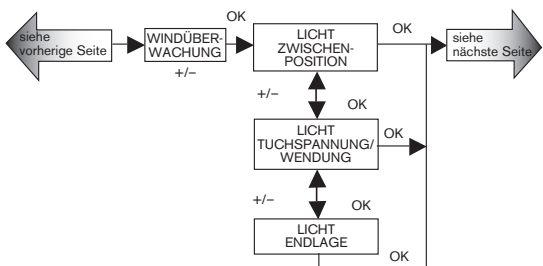 siehe
vorherige Seite
WINDÜBER-
WACHUNG
+/–
OK
LICHT
ZWISCHEN-
POSITION
OK
siehe
nächste Seite
+/–
OK
LICHT
TUCHSPANNUNG/
WENDUNG
OK
+/–
OK
LICHT
ENDLAGE
OK